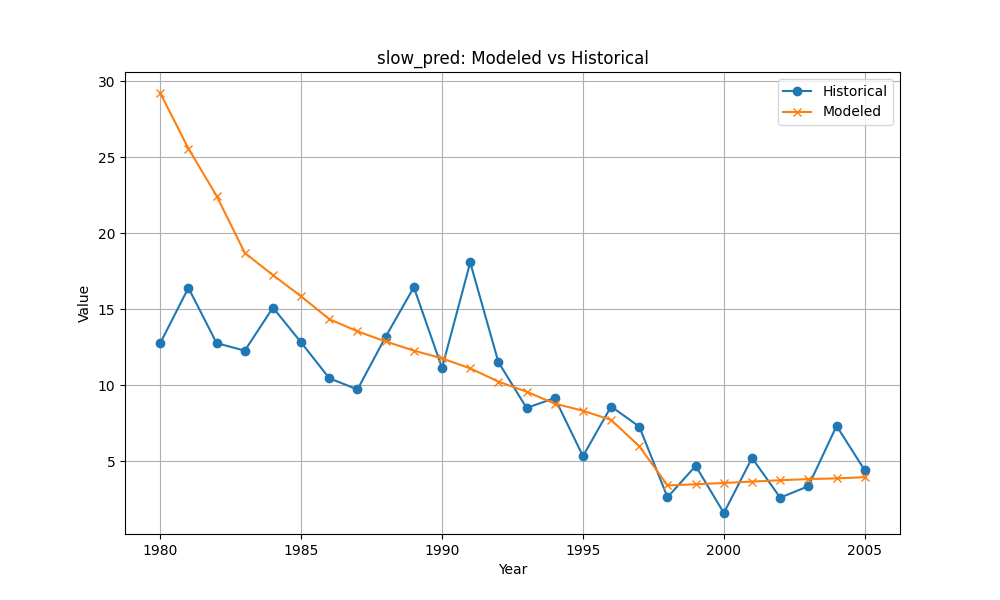 slow_pred: Modeled vs Historical
Historical
Modeled
Value
30
25
20
15
10
5
1980 1985 1990 1995 2000 2005
Year